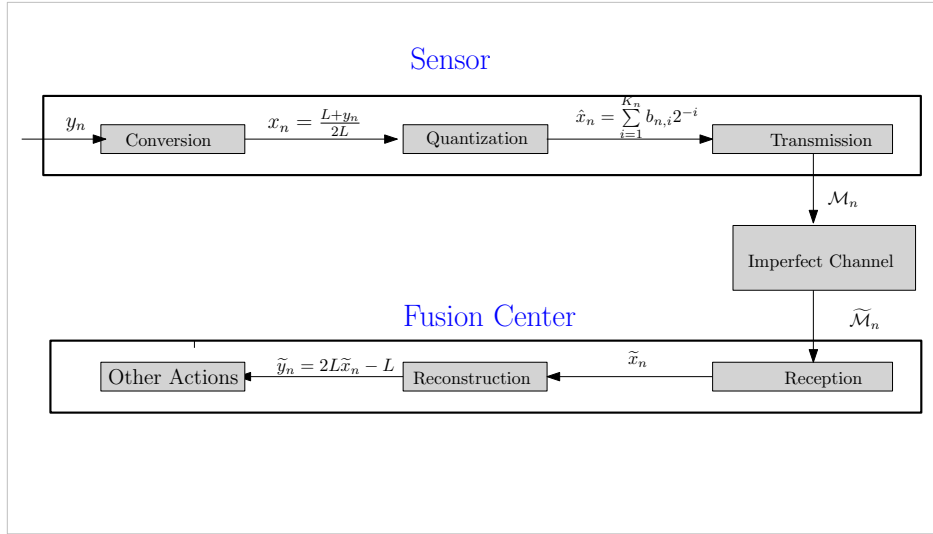 Sensor
y_n
Conversion
x_n = \frac{L+y_n}{2L}
Quantization
\hat{x}_n = \sum_{i=1}^{K_n} b_{n,i} 2^{-i}
Transmission
\mathcal{M}_n
Imperfect Channel
\widetilde{\mathcal{M}}_n
Fusion Center
Other Actions
\widetilde{y}_n = 2L\widetilde{x}_n - L
Reconstruction
\widetilde{x}_n
Reception